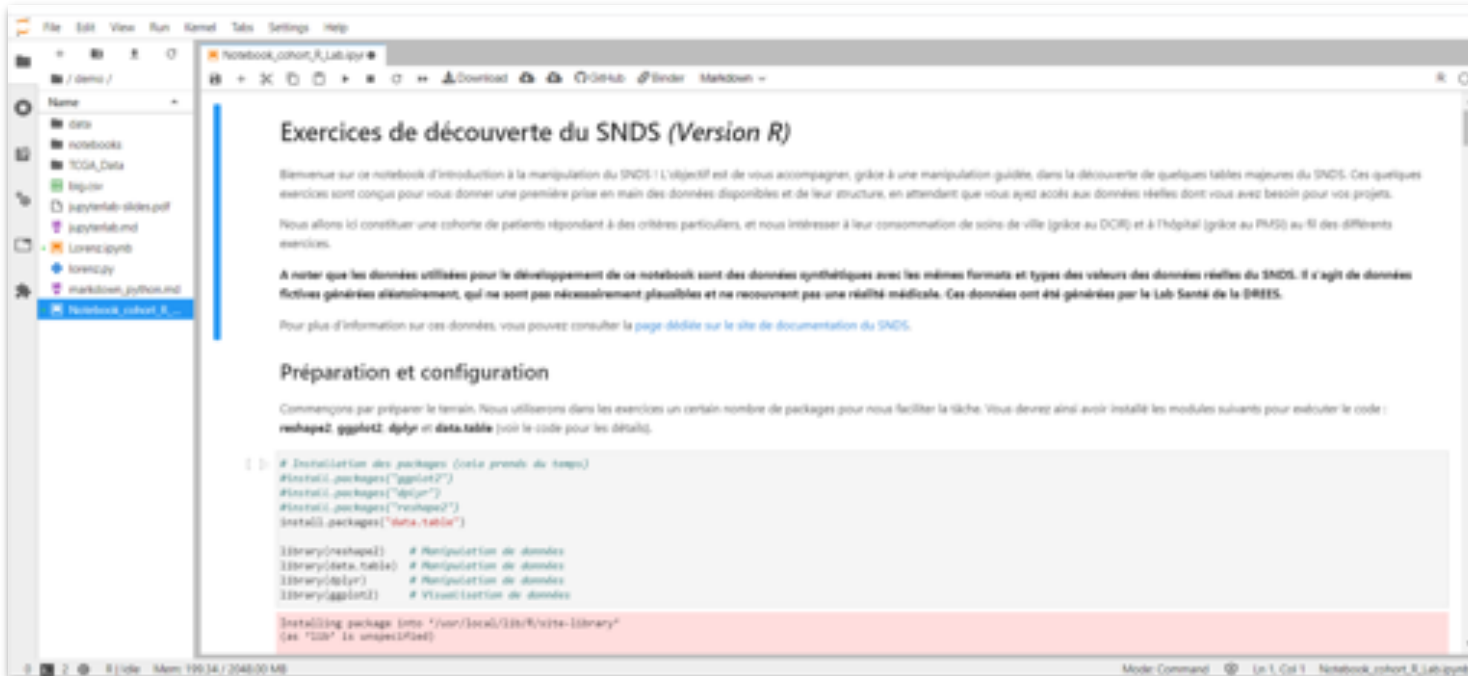 File Edit View Run Kernel Tabs Settings Help
Notebook_cohort_R_Lab.ipyr
/ demo /
Download GitHub Binder Markdown R
Name
data
notebooks
TCGA_Data
big.csv
jupyterlab-slides.pdf
jupyterlab.md
Lorenz.ipynb
lorenz.py
markdown_python.md
Notebook_cohort_R_...
Exercices de découverte du SNDS (Version R)
Bienvenue sur ce notebook d'introduction à la manipulation du SNDS ! L'objectif est de vous accompagner, grâce à une manipulation guidée, dans la découverte de quelques tables majeures du SNDS. Ces quelques
exercices sont conçus pour vous donner une première prise en main des données disponibles et de leur structure, en attendant que vous ayez accès aux données réelles dont vous avez besoin pour vos projets.
Nous allons ici constituer une cohorte de patients répondant à des critères particuliers, et nous intéresser à leur consommation de soins de ville (grâce au DCIR) et à l'hôpital (grâce au PMSI) au fil des différents
exercices.
A noter que les données utilisées pour le développement de ce notebook sont des données synthétiques avec les mêmes formats et types des valeurs des données réelles du SNDS. Il s'agit de données
fictives générées aléatoirement, qui ne sont pas nécessairement plausibles et ne recouvrent pas une réalité médicale. Ces données ont été générées par le Lab Santé de la DREES.
Pour plus d'information sur ces données, vous pouvez consulter la page dédiée sur le site de documentation du SNDS.
Préparation et configuration
Commençons par préparer le terrain. Nous utiliserons dans les exercices un certain nombre de packages pour nous faciliter la tâche. Vous devrez ainsi avoir installé les modules suivants pour exécuter le code :
reshape2, ggplot2, dplyr et data.table (voir le code pour les détails).
[ ]: # Installation des packages (cela prends du temps)
#install.packages("ggplot2")
#install.packages("dplyr")
#install.packages("reshape2")
install.packages("data.table")
library(reshape2) # Manipulation de données
library(data.table) # Manipulation de données
library(dplyr) # Manipulation de données
library(ggplot2) # Visualisation de données
Installing package into '/usr/local/lib/R/site-library'
(as 'lib' is unspecified)
0 2 R | Idle Mem: 199.34 / 2048.00 MB Mode: Command Ln 1, Col 1 Notebook_cohort_R_Lab.ipynb